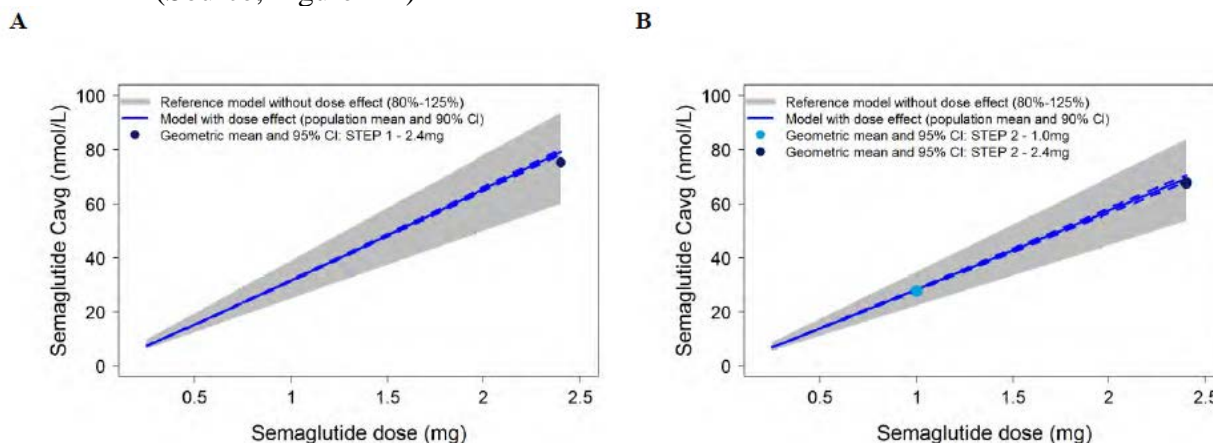 A
B
Semaglutide Cavg (nmol/L)
100
80
60
40
20
0
Reference model without dose effect (80%-125%)
Model with dose effect (population mean and 90% CI)
Geometric mean and 95% CI: STEP 1 - 2.4mg
0.5
1
1.5
2
2.5
Semaglutide dose (mg)
Semaglutide Cavg (nmol/L)
100
80
60
40
20
0
Reference model without dose effect (80%-125%)
Model with dose effect (population mean and 90% CI)
Geometric mean and 95% CI: STEP 2 - 1.0mg
Geometric mean and 95% CI: STEP 2 - 2.4mg
0.5
1
1.5
2
2.5
Semaglutide dose (mg)